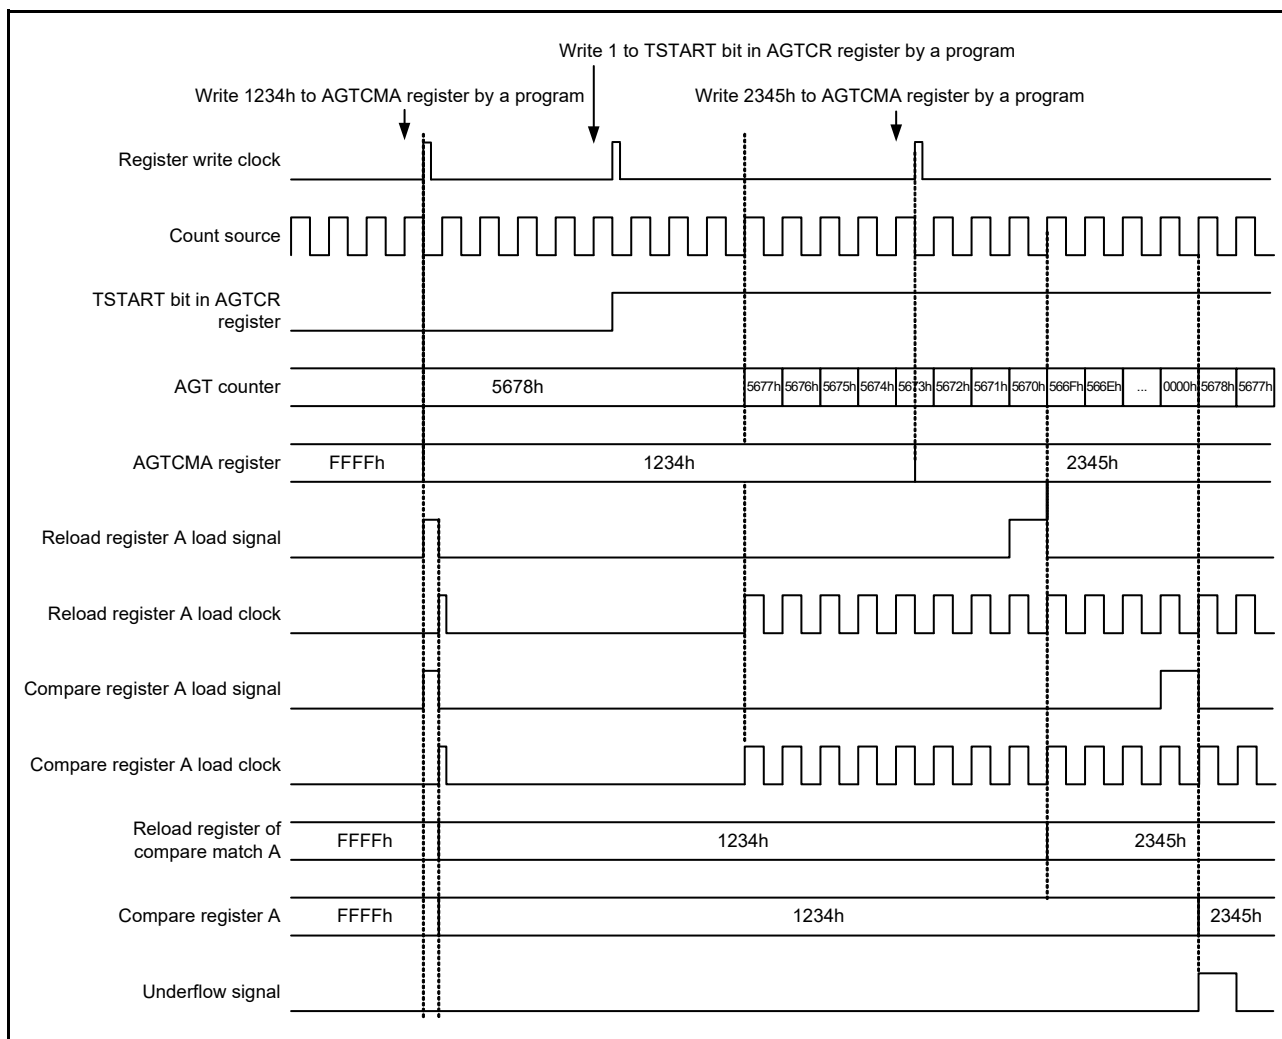 Write 1 to TSTART bit in AGTCR register by a program
Write 1234h to AGTCMA register by a program
Write 2345h to AGTCMA register by a program
Register write clock
Count source
TSTART bit in AGTCR
register
AGT counter
5678h
5677h 5676h 5675h 5674h 5673h 5672h 5671h 5670h 566Fh 566Eh ... 0000h 5678h 5677h
AGTCMA register
FFFFh
1234h
2345h
Reload register A load signal
Reload register A load clock
Compare register A load signal
Compare register A load clock
Reload register of
compare match A
FFFFh
1234h
2345h
Compare register A
FFFFh
1234h
2345h
Underflow signal